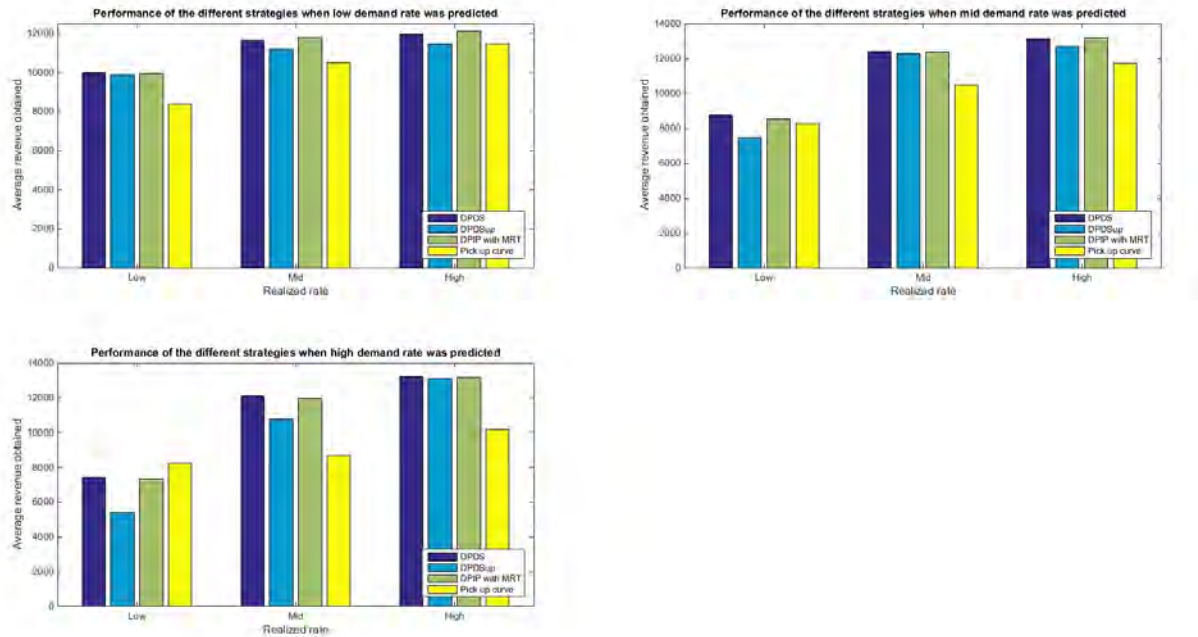 Performance of the different strategies when low demand rate was predicted
12000
10000
8000
6000
4000
2000
0
Average revenue obtained
DPDS
DPDSup
DPIP with MRT
Pick up curve
Low
Mid
High
Realized rate
Performance of the different strategies when mid demand rate was predicted
14000
12000
10000
8000
6000
4000
2000
0
Average revenue obtained
DPDS
DPDSup
DPIP with MRT
Pick up curve
Low
Mid
High
Realized rate
Performance of the different strategies when high demand rate was predicted
14000
12000
10000
8000
6000
4000
2000
0
Average revenue obtained
DPDS
DPDSup
DPIP with MRT
Pick up curve
Low
Mid
High
Realized rate